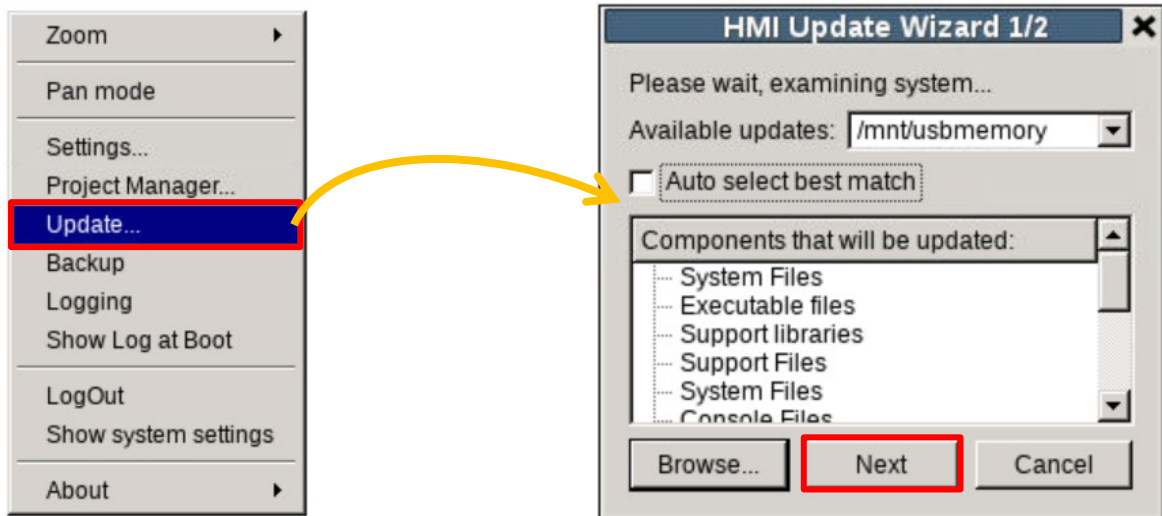 Zoom
Pan mode
Settings...
Project Manager...
Update...
Backup
Logging
Show Log at Boot
LogOut
Show system settings
About
HMI Update Wizard 1/2
Please wait, examining system...
Available updates: /mnt/usbmemory
Auto select best match
Components that will be updated:
System Files
Executable files
Support libraries
Support Files
System Files
Console Files
Browse... Next Cancel